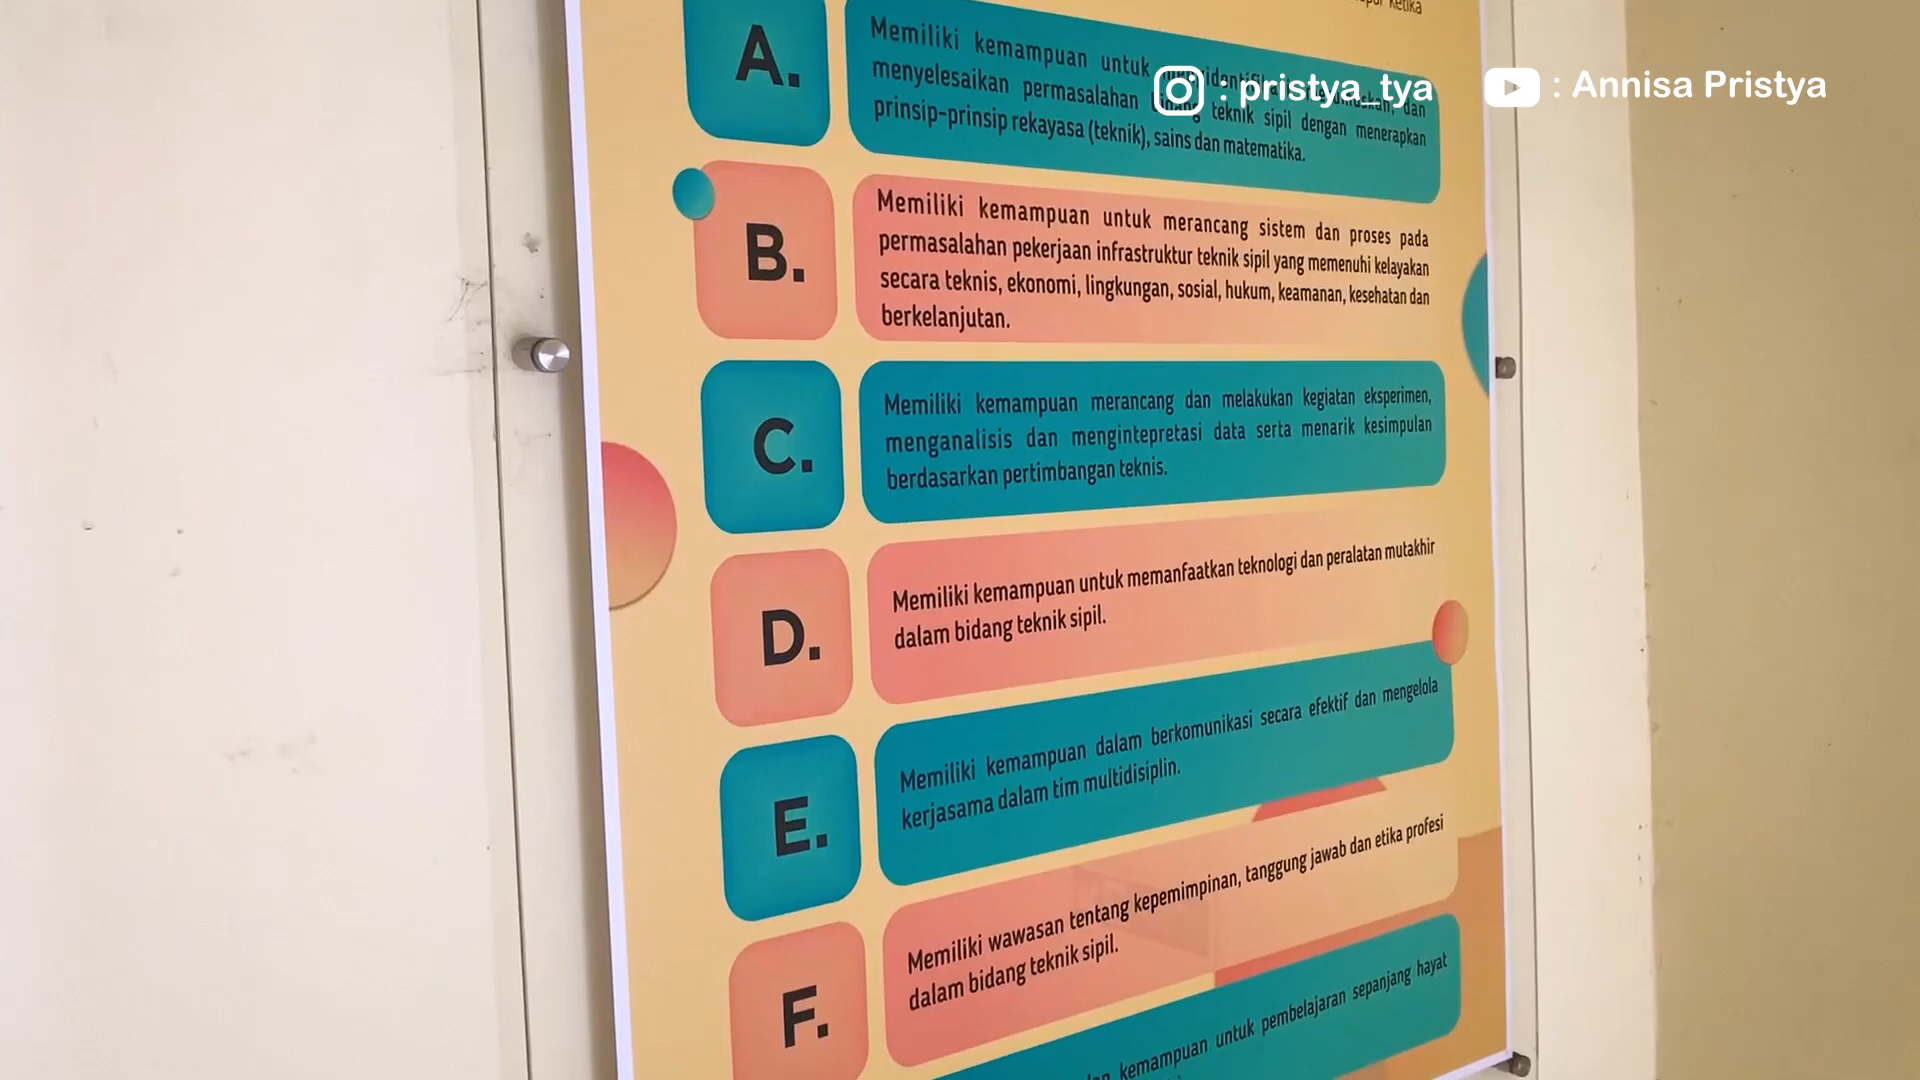 ketika
A.
Memiliki kemampuan untuk dan
menyelesaikan permasalahan bidang teknik sipil dengan menerapkan
prinsip-prinsip rekayasa (teknik), sains dan matematika.
: pristya_tya
: Annisa Pristya
B.
Memiliki kemampuan untuk merancang sistem dan proses pada
permasalahan pekerjaan infrastruktur teknik sipil yang memenuhi kelayakan
secara teknis, ekonomi, lingkungan, sosial, hukum, keamanan, kesehatan dan
berkelanjutan.
C.
Memiliki kemampuan merancang dan melakukan kegiatan eksperimen,
menganalisis dan mengintepretasi data serta menarik kesimpulan
berdasarkan pertimbangan teknis.
D.
Memiliki kemampuan untuk memanfaatkan teknologi dan peralatan mutakhir
dalam bidang teknik sipil.
E.
Memiliki kemampuan dalam berkomunikasi secara efektif dan mengelola
kerjasama dalam tim multidisiplin.
F.
Memiliki wawasan tentang kepemimpinan, tanggung jawab dan etika profesi
dalam bidang teknik sipil.
kemampuan untuk pembelajaran sepanjang hayat